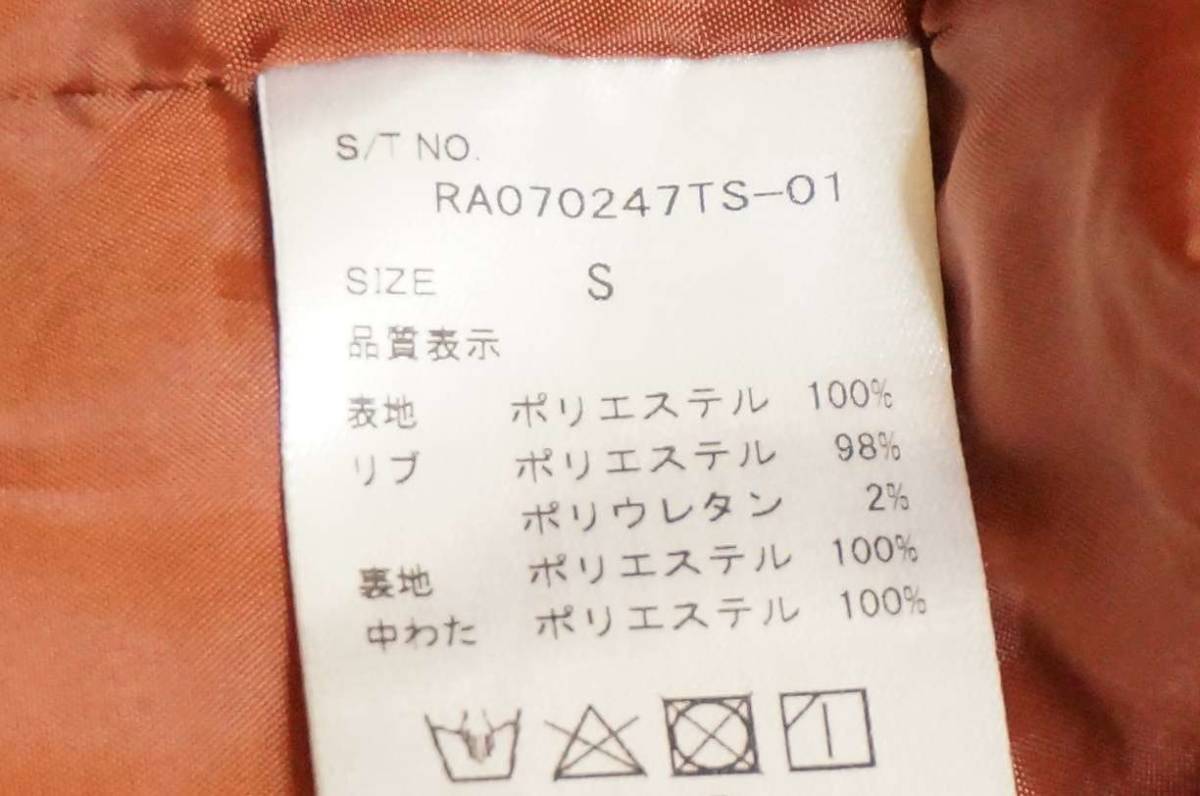 S/T NO.
RA070247TS-01
SIZE S
品質表示
表地 ポリエステル 100%
リブ ポリエステル 98%
ポリウレタン 2%
裏地 ポリエステル 100%
中わた ポリエステル 100%